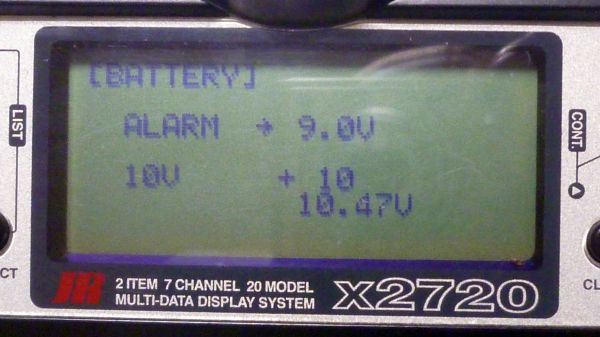 [BATTERY]
ALARM → 9.0V
10V + 10
10.47V
LIST
CONT.
JR
2 ITEM 7 CHANNEL 20 MODEL
MULTI-DATA DISPLAY SYSTEM
X2720
CT
CL